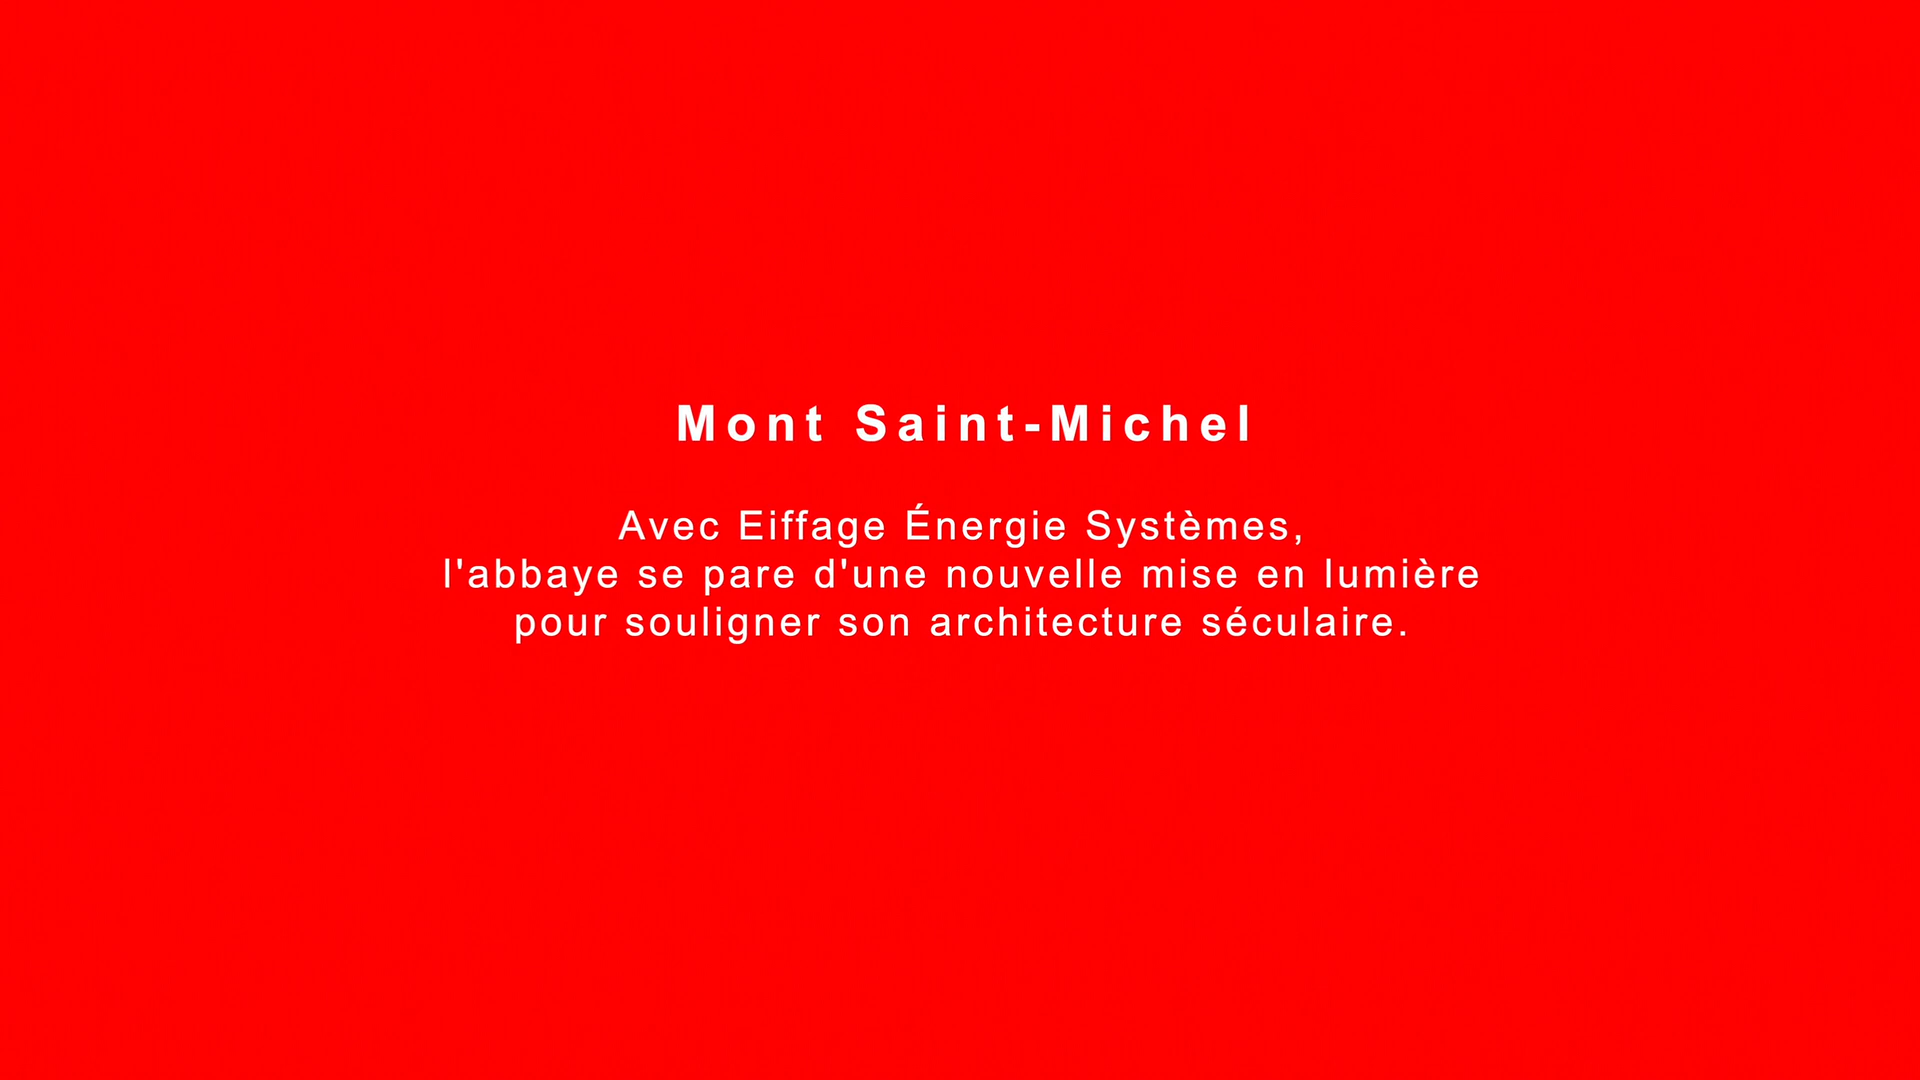 Mont Saint-Michel
Avec Eiffage Énergie Systèmes,
l'abbaye se pare d'une nouvelle mise en lumière
pour souligner son architecture séculaire.